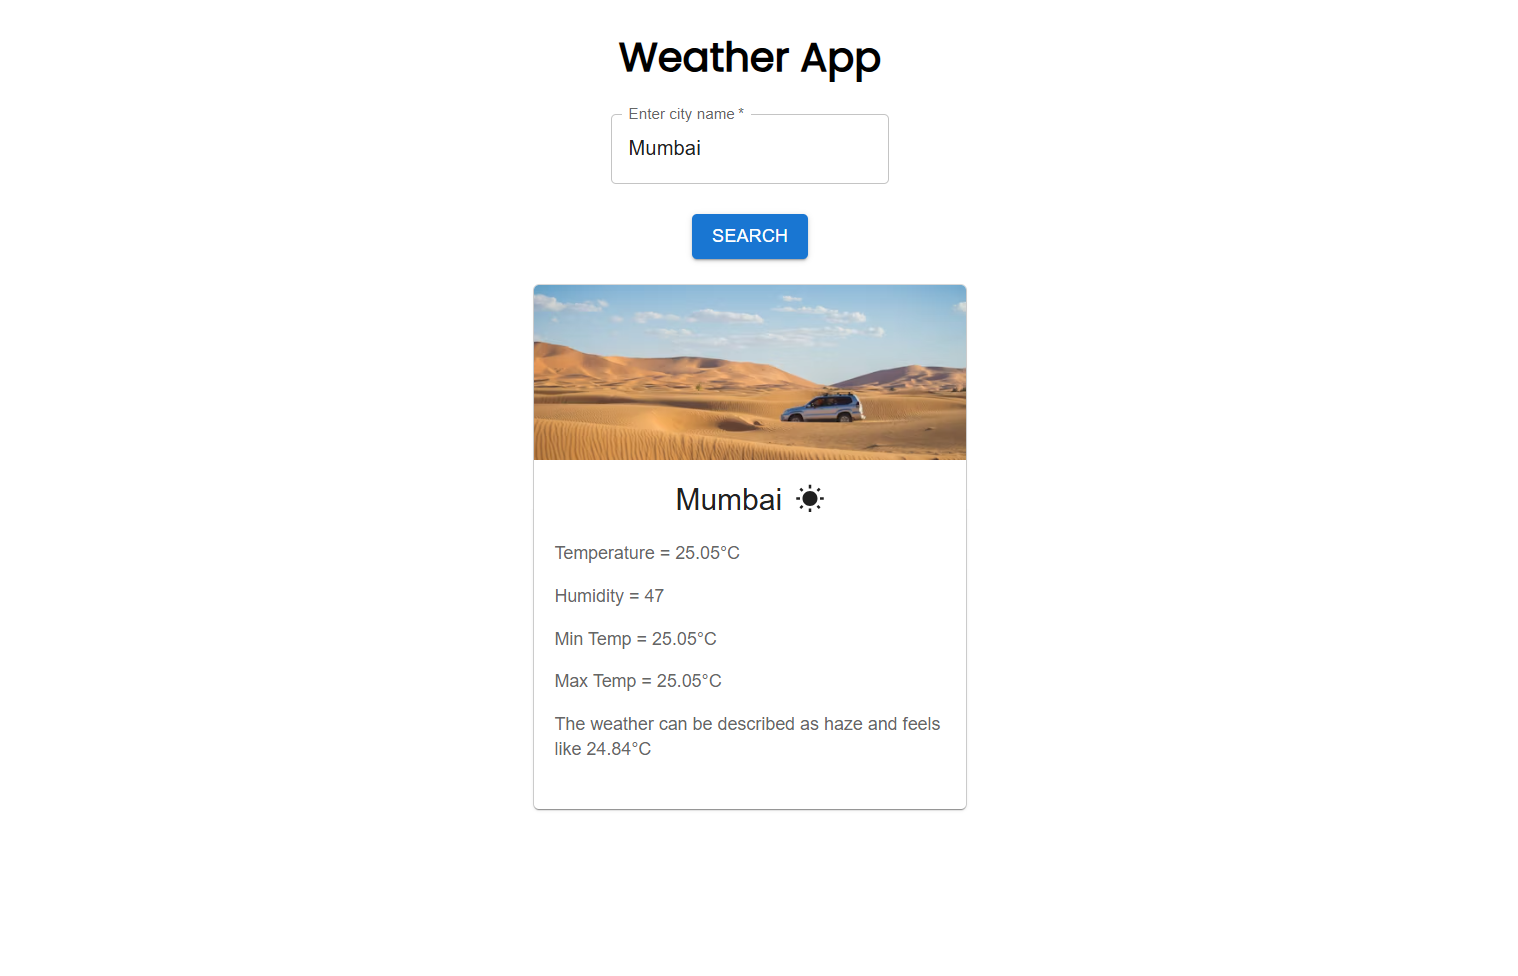 Weather App
Enter city name *
Mumbai
SEARCH
Mumbai
Temperature = 25.05°C
Humidity = 47
Min Temp = 25.05°C
Max Temp = 25.05°C
The weather can be described as haze and feels
like 24.84°C